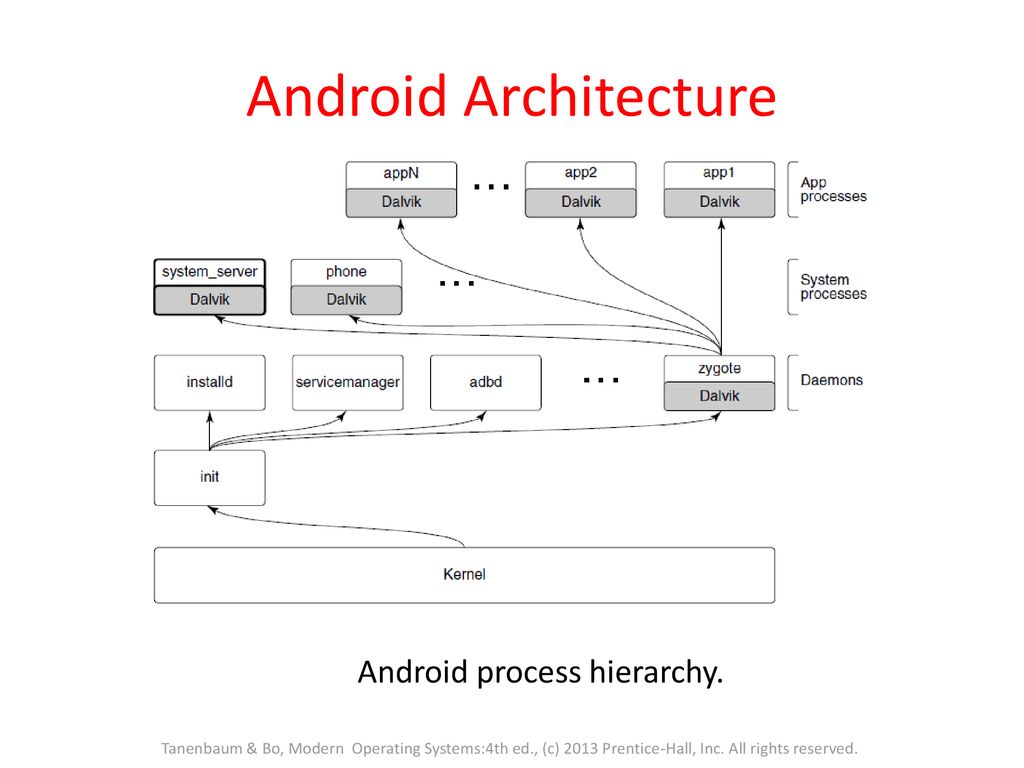 Android Architecture
appN
Dalvik
...
app2
Dalvik
app1
Dalvik
App
processes
system_server
Dalvik
phone
Dalvik
...
System
processes
installd
servicemanager
adbd
...
zygote
Dalvik
Daemons
init
Kernel
Android process hierarchy.
Tanenbaum & Bo, Modern Operating Systems:4th ed., (c) 2013 Prentice-Hall, Inc. All rights reserved.